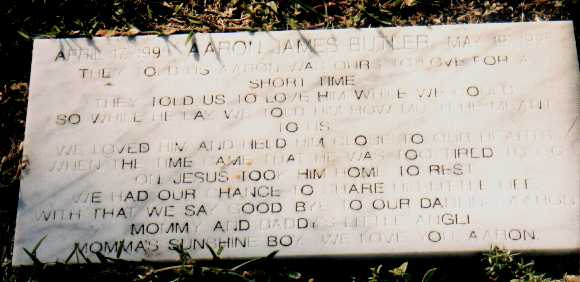 APRIL 12 199 AARON JAMES BUTLER MAY
THEY TOLD US AARON WAS OURS TO LOVE FOR A
SHORT TIME
THEY TOLD US TO LOVE HIM WHILE WE COULD
SO WHILE HE LAY WE TOLD HIM HOW MUCH HE MEANT
TO US
WE LOVED HIM AND HELD HIM CLOSE TO OUR HEARTS
WHEN THE TIME CAME THAT HE WAS TOO TIRED TO GO
ON JESUS TOOK HIM HOME TO REST
WE HAD OUR CHANCE TO SHARE HIS LITTLE LIFE
WITH THAT WE SAY GOOD BYE TO OUR AARON
MOMMY AND DADDY'S LITTLE ANGLE
MOMMA'S SUNSHINE BOY WE LOVE YOU AARON